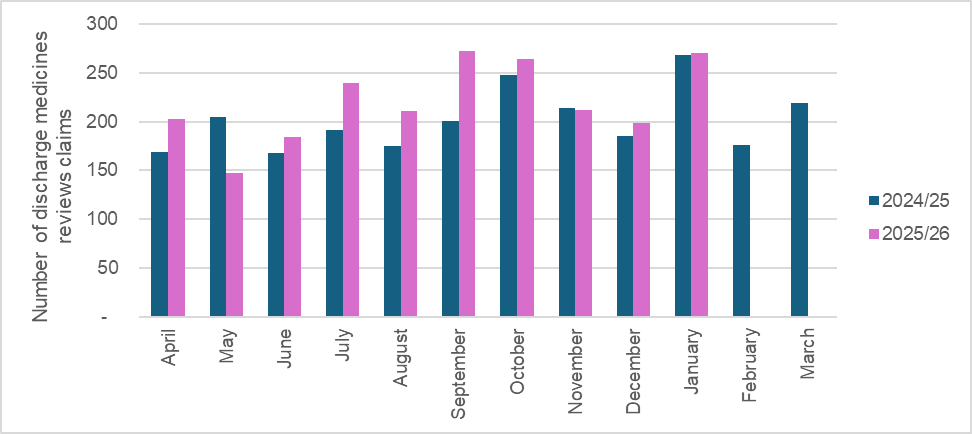 Number of discharge medicines
reviews claims
300
250
200
150
100
50
-
April
May
June
July
August
September
October
November
December
January
February
March
2024/25
2025/26